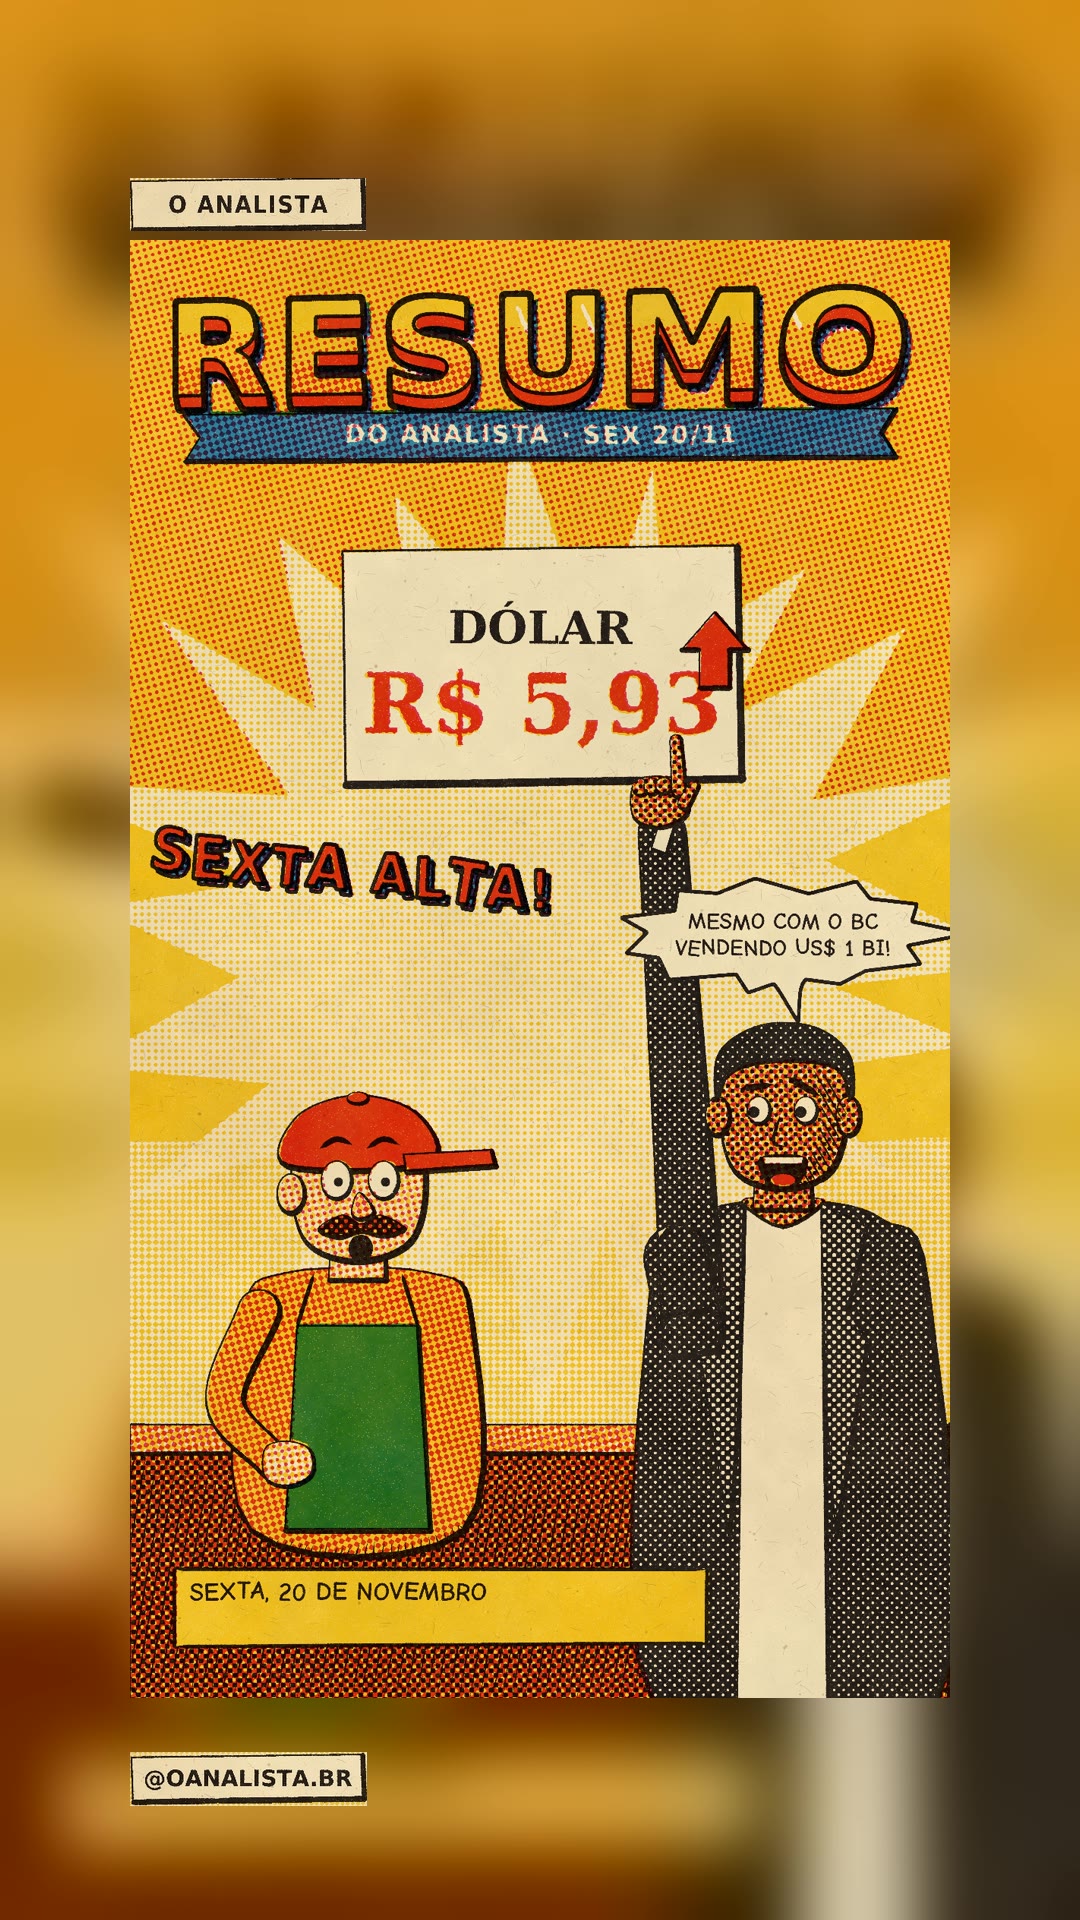 O ANALISTA
RESUMO
DO ANALISTA · SEX 20/11
DÓLAR
R$ 5,93
SEXTA ALTA!
MESMO COM O BC
VENDENDO US$ 1 BI!
SEXTA, 20 DE NOVEMBRO
@OANALISTA.BR